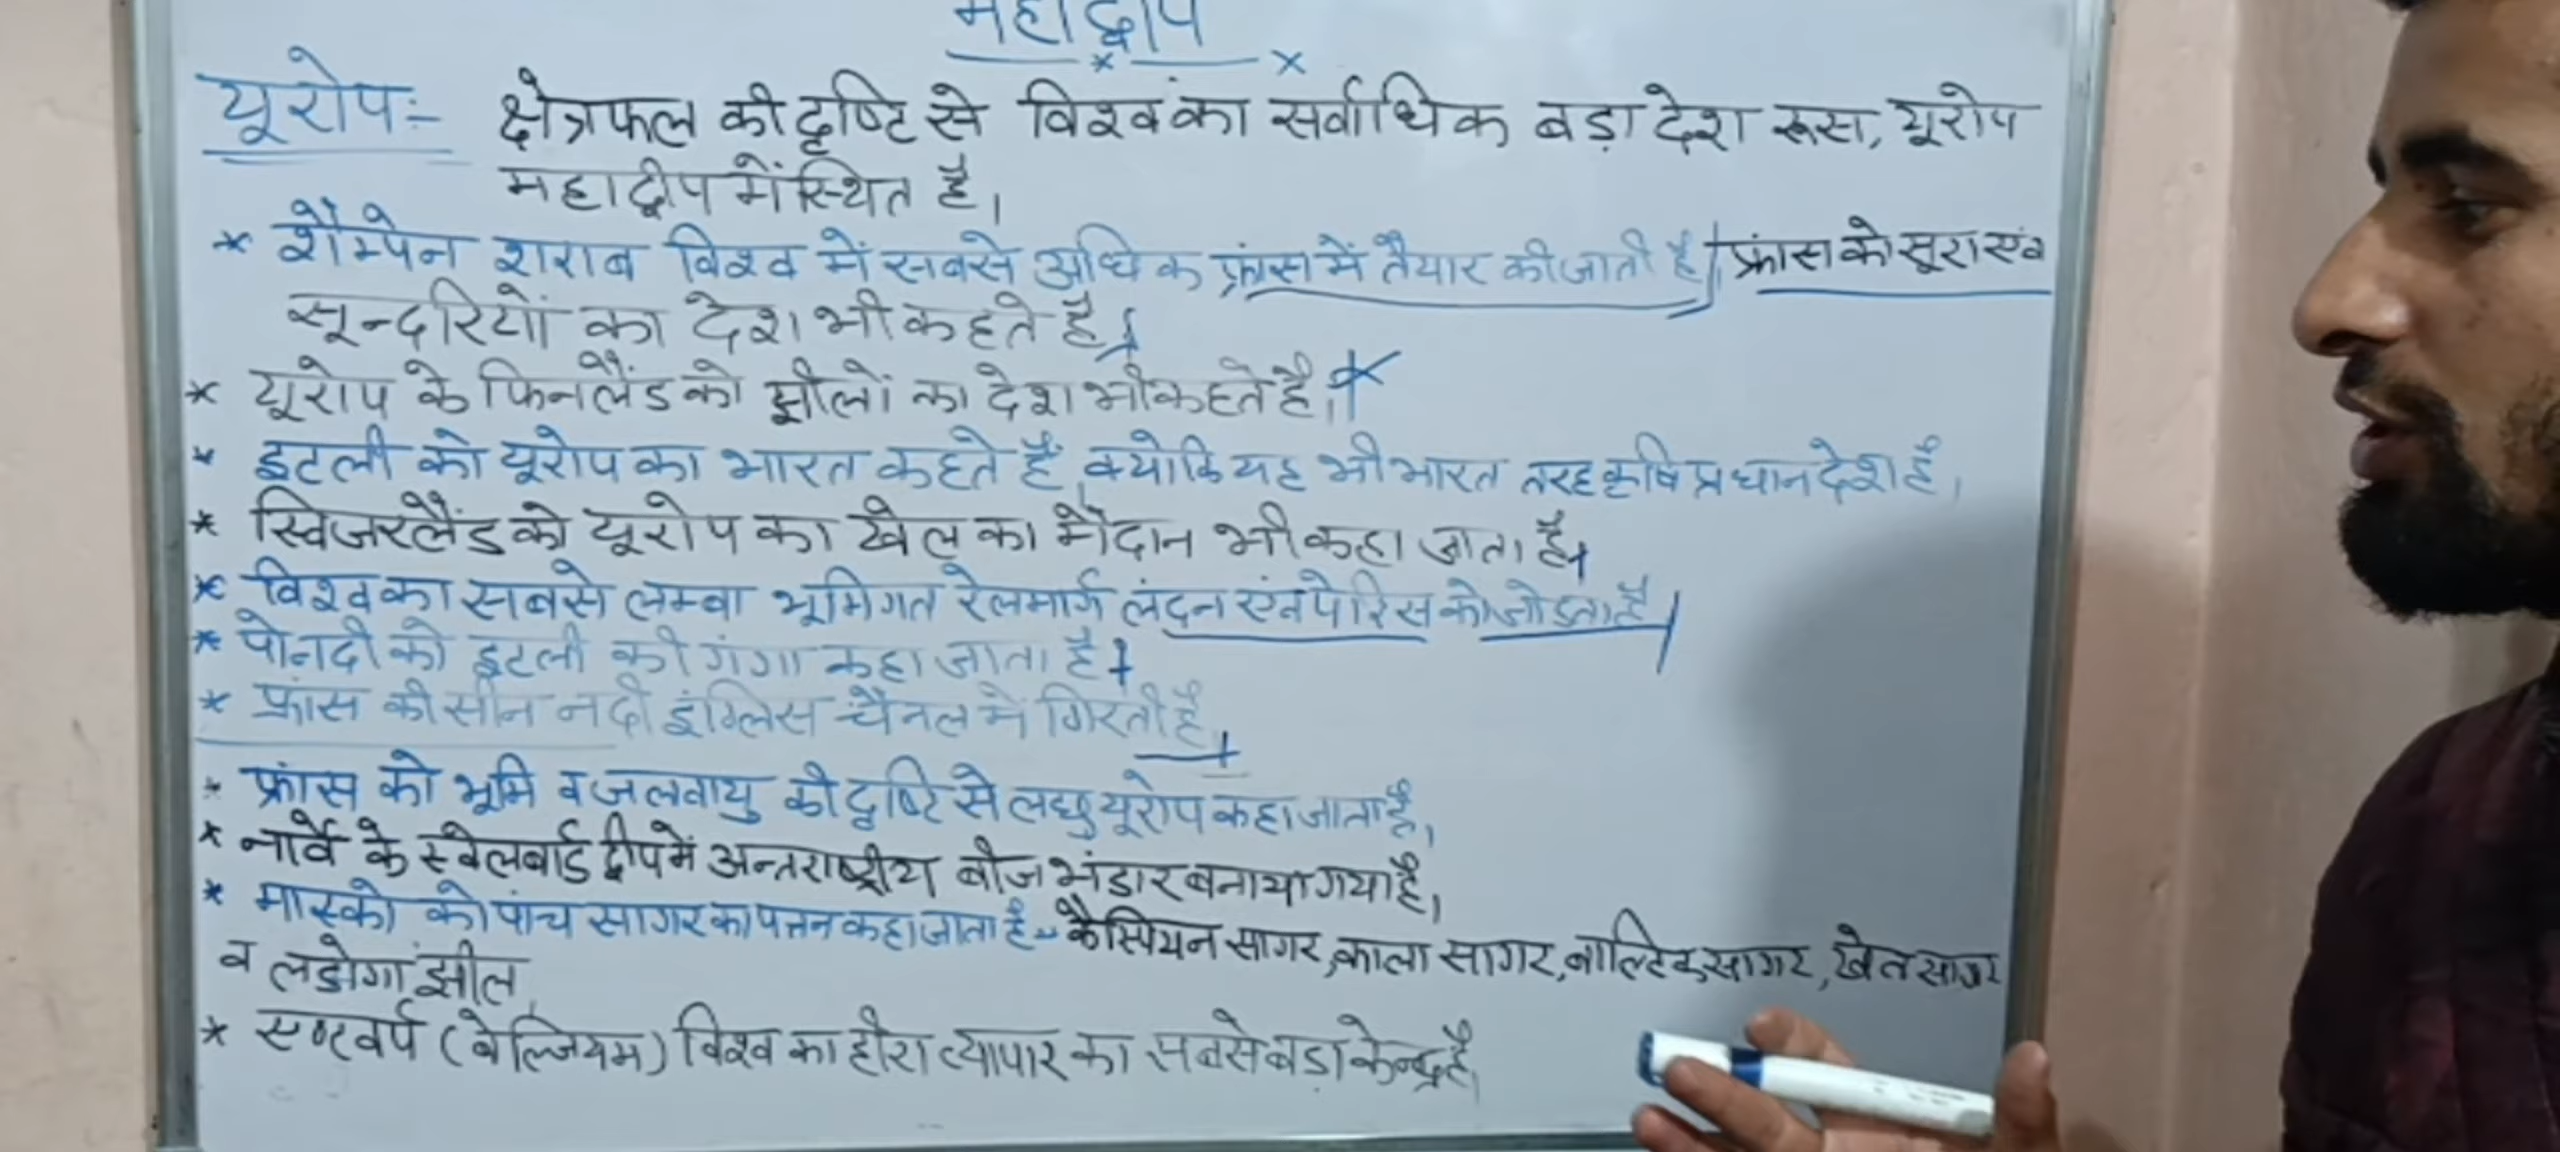 महाद्वीप
यूरोप:- क्षेत्रफल की दृष्टि से विश्व का सर्वाधिक बड़ा देश रूस, यूरोप
महाद्वीप में स्थित है।
* शैम्पेन शराब विश्व में सबसे अधिक फ्रांस में तैयार की जाती है। फ्रांस को सूरा एंव
सून्दरियों का देश भी कहते है।
* यूरोप के फिनलैंड को झीलों का देश भी कहते है।
* इटली को यूरोप का भारत कहते हैं, क्योकि यह भी भारत तरह कृषि प्रधान देश है।
* स्विजरलैंड को यूरोप का खेल का मैदान भी कहा जाता है।
* विश्व का सबसे लम्बा भूमिगत रेलमार्ग लंदन एंव पेरिस को जोडता है
* पो नदी को इटली की गंगा कहा जाता है।
* फ्रांस की सीन नदी इंग्लिस चैनल में गिरती है।
* फ्रांस को भूमि व जलवायु की दृष्टि से लघु यूरोप कहा जाता है।
* नार्वे के स्वेलबार्ड द्वीप में अन्तराष्ट्रीय बीज भंडार बनाया गया है।
* मास्को को पांच सागर का पत्तन कहा जाता है - कैस्पियन सागर, काला सागर, बाल्टिक सागर, श्वेत सागर
व लडोगा झील,
* एण्टवर्प (बेल्जियम) विश्व का हीरा व्यापार का सबसे बड़ा केन्द्र है।